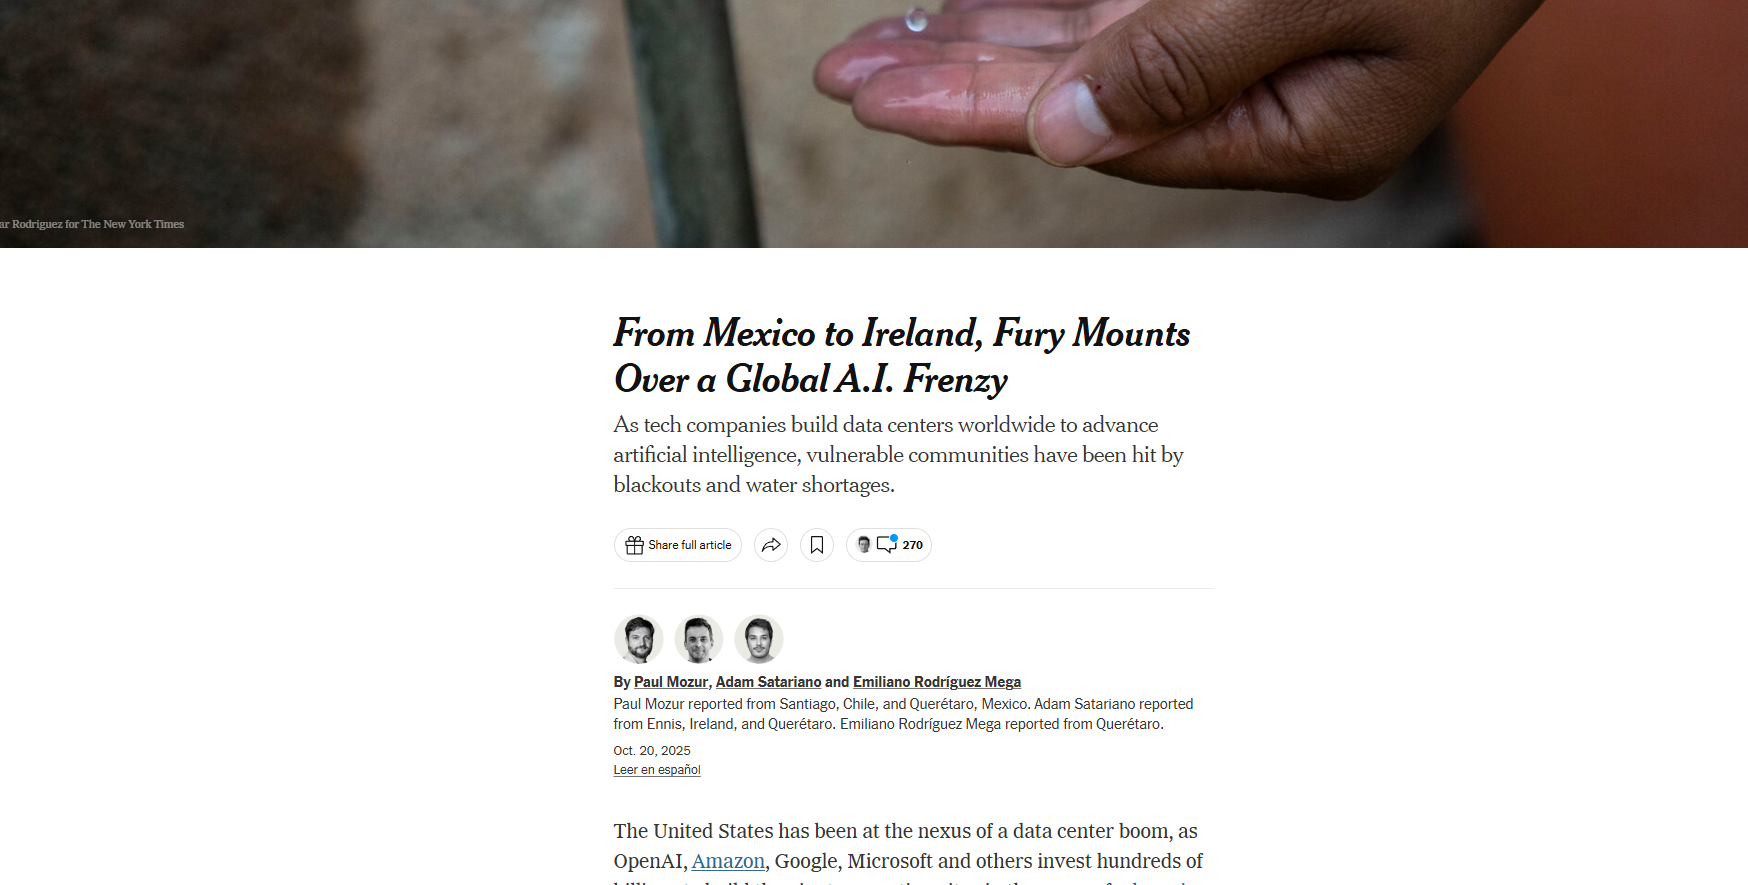 ar Rodriguez for The New York Times
From Mexico to Ireland, Fury Mounts
Over a Global A.I. Frenzy
As tech companies build data centers worldwide to advance
artificial intelligence, vulnerable communities have been hit by
blackouts and water shortages.
Share full article
270
By Paul Mozur, Adam Satariano and Emiliano Rodríguez Mega
Paul Mozur reported from Santiago, Chile, and Querétaro, Mexico. Adam Satariano reported
from Ennis, Ireland, and Querétaro. Emiliano Rodríguez Mega reported from Querétaro.
Oct. 20, 2025
Leer en español
The United States has been at the nexus of a data center boom, as
OpenAI, Amazon, Google, Microsoft and others invest hundreds of